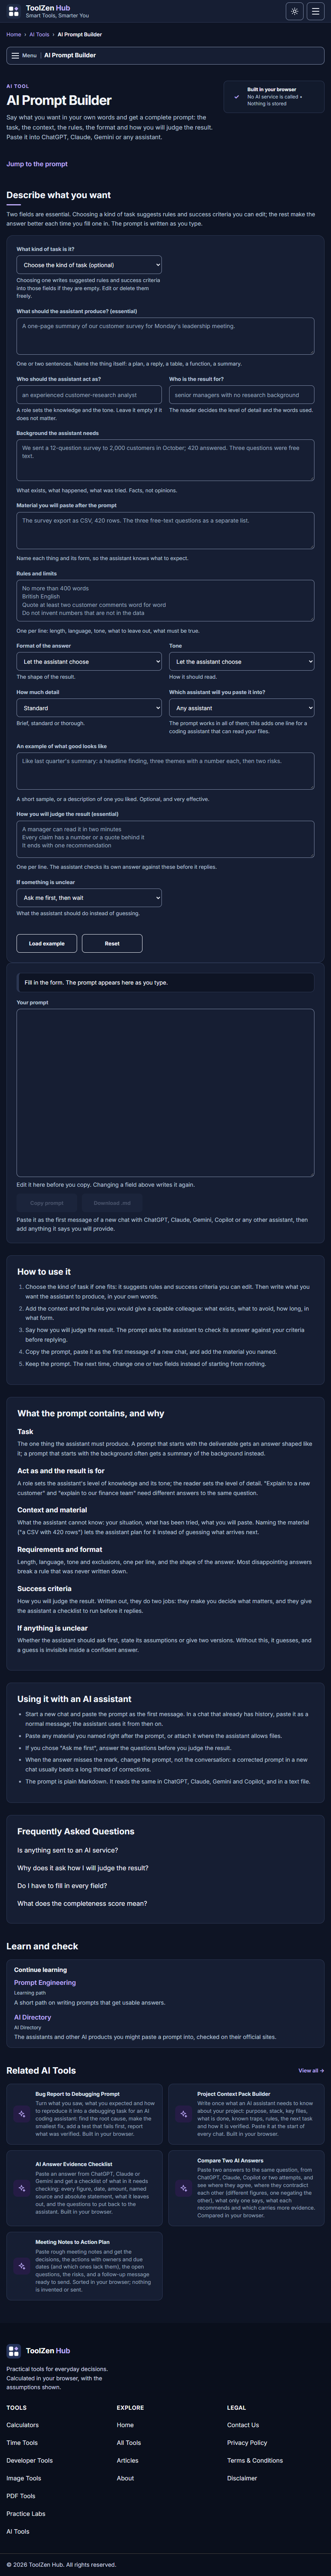 ToolZen Hub
Smart Tools, Smarter You
Home › AI Tools › AI Prompt Builder
Menu | AI Prompt Builder
AI TOOL
AI Prompt Builder
Say what you want in your own words and get a complete prompt: the
task, the context, the rules, the format and how you will judge the result.
Paste it into ChatGPT, Claude, Gemini or any assistant.
Built in your browser
No AI service is called •
Nothing is stored
Jump to the prompt
Describe what you want
Two fields are essential. Choosing a kind of task suggests rules and success criteria you can edit; the rest make the
answer better each time you fill one in. The prompt is written as you type.
What kind of task is it?
Choose the kind of task (optional)
Choosing one writes suggested rules and success criteria
into those fields if they are empty. Edit or delete them
freely.
What should the assistant produce? (essential)
A one-page summary of our customer survey for Monday's leadership meeting.
One or two sentences. Name the thing itself: a plan, a reply, a table, a function, a summary.
Who should the assistant act as?
an experienced customer-research analyst
A role sets the knowledge and the tone. Leave it empty if it
does not matter.
Who is the result for?
senior managers with no research background
The reader decides the level of detail and the words used.
Background the assistant needs
We sent a 12-question survey to 2,000 customers in October; 420 answered. Three questions were free
text.
What exists, what happened, what was tried. Facts, not opinions.
Material you will paste after the prompt
The survey export as CSV, 420 rows. The three free-text questions as a separate list.
Name each thing and its form, so the assistant knows what to expect.
Rules and limits
No more than 400 words
British English
Quote at least two customer comments word for word
Do not invent numbers that are not in the data
One per line: length, language, tone, what to leave out, what must be true.
Format of the answer
Let the assistant choose
The shape of the result.
Tone
Let the assistant choose
How it should read.
How much detail
Standard
Brief, standard or thorough.
Which assistant will you paste it into?
Any assistant
The prompt works in all of them; this adds one line for a
coding assistant that can read your files.
An example of what good looks like
Like last quarter's summary: a headline finding, three themes with a number each, then two risks.
A short sample, or a description of one you liked. Optional, and very effective.
How you will judge the result (essential)
A manager can read it in two minutes
Every claim has a number or a quote behind it
It ends with one recommendation
One per line. The assistant checks its own answer against these before it replies.
If something is unclear
Ask me first, then wait
What the assistant should do instead of guessing.
Load example
Reset
Fill in the form. The prompt appears here as you type.
Your prompt
Edit it here before you copy. Changing a field above writes it again.
Copy prompt
Download .md
Paste it as the first message of a new chat with ChatGPT, Claude, Gemini, Copilot or any other assistant, then
add anything it says you will provide.
How to use it
1. Choose the kind of task if one fits: it suggests rules and success criteria you can edit. Then write what you
want the assistant to produce, in your own words.
2. Add the context and the rules you would give a capable colleague: what exists, what to avoid, how long, in
what form.
3. Say how you will judge the result. The prompt asks the assistant to check its answer against your criteria
before replying.
4. Copy the prompt, paste it as the first message of a new chat, and add the material you named.
5. Keep the prompt. The next time, change one or two fields instead of starting from nothing.
What the prompt contains, and why
Task
The one thing the assistant must produce. A prompt that starts with the deliverable gets an answer shaped like
it; a prompt that starts with the background often gets a summary of the background instead.
Act as and the result is for
A role sets the assistant's level of knowledge and its tone; the reader sets the level of detail. "Explain to a new
customer" and "explain to our finance team" need different answers to the same question.
Context and material
What the assistant cannot know: your situation, what has been tried, what you will paste. Naming the material
("a CSV with 420 rows") lets the assistant plan for it instead of guessing what arrives next.
Requirements and format
Length, language, tone and exclusions, one per line, and the shape of the answer. Most disappointing answers
break a rule that was never written down.
Success criteria
How you will judge the result. Written out, they do two jobs: they make you decide what matters, and they give
the assistant a checklist to run before it replies.
If anything is unclear
Whether the assistant should ask first, state its assumptions or give two versions. Without this, it guesses, and
a guess is invisible inside a confident answer.
Using it with an AI assistant
• Start a new chat and paste the prompt as the first message. In a chat that already has history, paste it as a
normal message; the assistant uses it from then on.
• Paste any material you named right after the prompt, or attach it where the assistant allows files.
• If you chose "Ask me first", answer the questions before you judge the result.
• When the answer misses the mark, change the prompt, not the conversation: a corrected prompt in a new
chat usually beats a long thread of corrections.
• The prompt is plain Markdown. It reads the same in ChatGPT, Claude, Gemini and Copilot, and in a text file.
Frequently Asked Questions
Is anything sent to an AI service?
Why does it ask how I will judge the result?
Do I have to fill in every field?
What does the completeness score mean?
Learn and check
Continue learning
Prompt Engineering
Learning path
A short path on writing prompts that get usable answers.
AI Directory
AI Directory
The assistants and other AI products you might paste a prompt into, checked on their official sites.
Related AI Tools
View all →
Bug Report to Debugging Prompt
Turn what you saw, what you expected and how
to reproduce it into a debugging task for an AI
coding assistant: find the root cause, make the
smallest fix, add a test that fails first, report
what was verified. Built in your browser.
Project Context Pack Builder
Write once what an AI assistant needs to know
about your project: purpose, stack, key files,
what is done, known traps, rules, the next task
and how it is verified. Paste it at the start of
every chat. Built in your browser.
AI Answer Evidence Checklist
Paste an answer from ChatGPT, Claude or
Gemini and get a checklist of what in it needs
checking: every figure, date, amount, named
source and absolute statement, what it leaves
out, and the questions to put back to the
assistant. Built in your browser.
Compare Two AI Answers
Paste two answers to the same question, from
ChatGPT, Claude, Copilot or two attempts, and
see where they agree, where they contradict
each other (different figures, one negating the
other), what only one says, what each
recommends and which carries more evidence.
Compared in your browser.
Meeting Notes to Action Plan
Paste rough meeting notes and get the
decisions, the actions with owners and due
dates (and which ones lack them), the open
questions, the risks, and a follow-up message
ready to send. Sorted in your browser; nothing
is invented or sent.
ToolZen Hub
Practical tools for everyday decisions.
Calculated in your browser, with the
assumptions shown.
TOOLS
Calculators
Time Tools
Developer Tools
Image Tools
PDF Tools
Practice Labs
AI Tools
EXPLORE
Home
All Tools
Articles
About
LEGAL
Contact Us
Privacy Policy
Terms & Conditions
Disclaimer
© 2026 ToolZen Hub. All rights reserved.